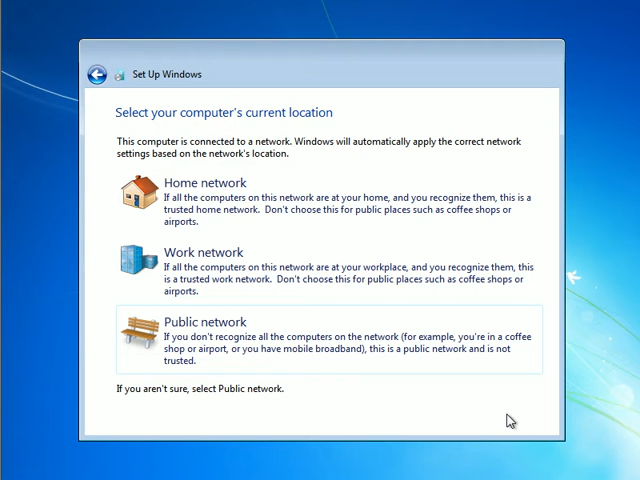 Set Up Windows
Select your computer's current location
This computer is connected to a network. Windows will automatically apply the correct network
settings based on the network's location.
Home network
If all the computers on this network are at your home, and you recognize them, this is a
trusted home network.  Don't choose this for public places such as coffee shops or
airports.
Work network
If all the computers on this network are at your workplace, and you recognize them, this is
a trusted work network.  Don't choose this for public places such as coffee shops or
airports.
Public network
If you don't recognize all the computers on the network (for example, you're in a coffee
shop or airport, or you have mobile broadband), this is a public network and is not
trusted.
If you aren't sure, select Public network.